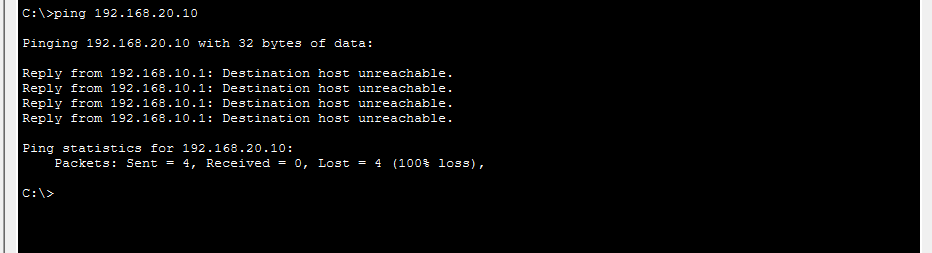 C:\>ping 192.168.20.10
Pinging 192.168.20.10 with 32 bytes of data:
Reply from 192.168.10.1: Destination host unreachable.
Reply from 192.168.10.1: Destination host unreachable.
Reply from 192.168.10.1: Destination host unreachable.
Reply from 192.168.10.1: Destination host unreachable.
Ping statistics for 192.168.20.10:
    Packets: Sent = 4, Received = 0, Lost = 4 (100% loss),
C:\>